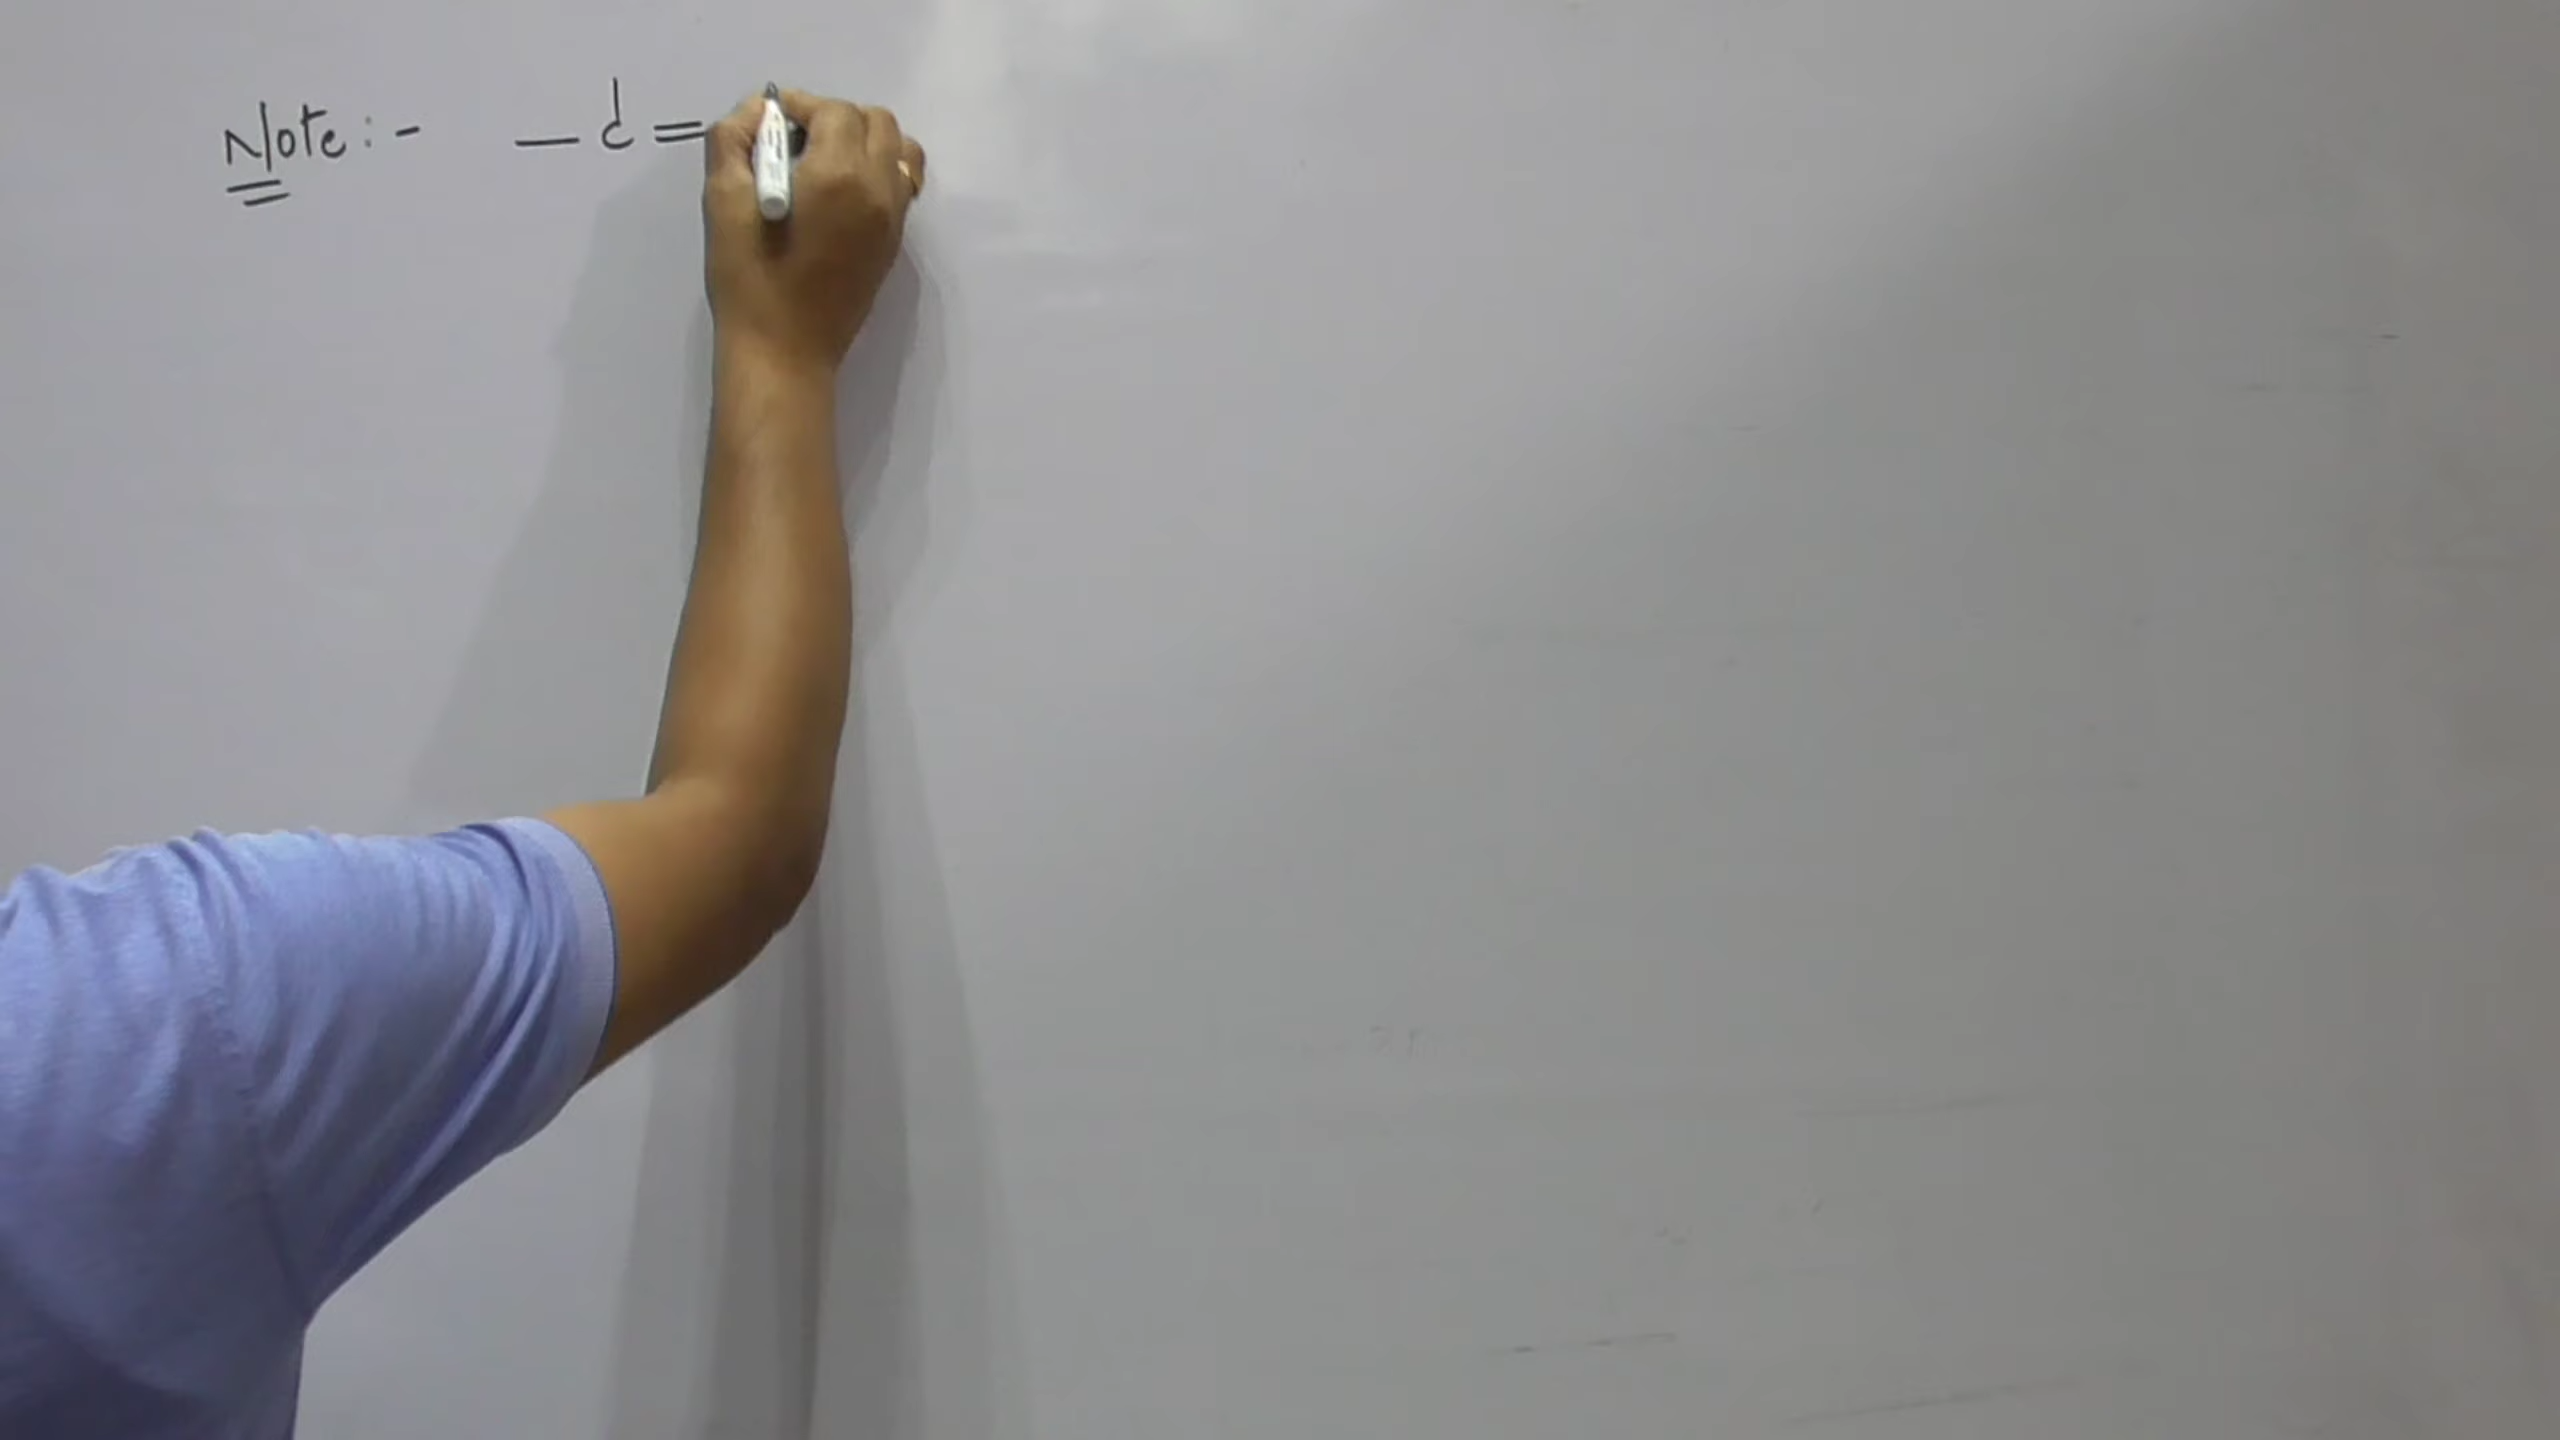 Note:- – d =